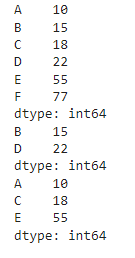 A    10
B    15
C    18
D    22
E    55
F    77
dtype: int64
B    15
D    22
dtype: int64
A    10
C    18
E    55
dtype: int64